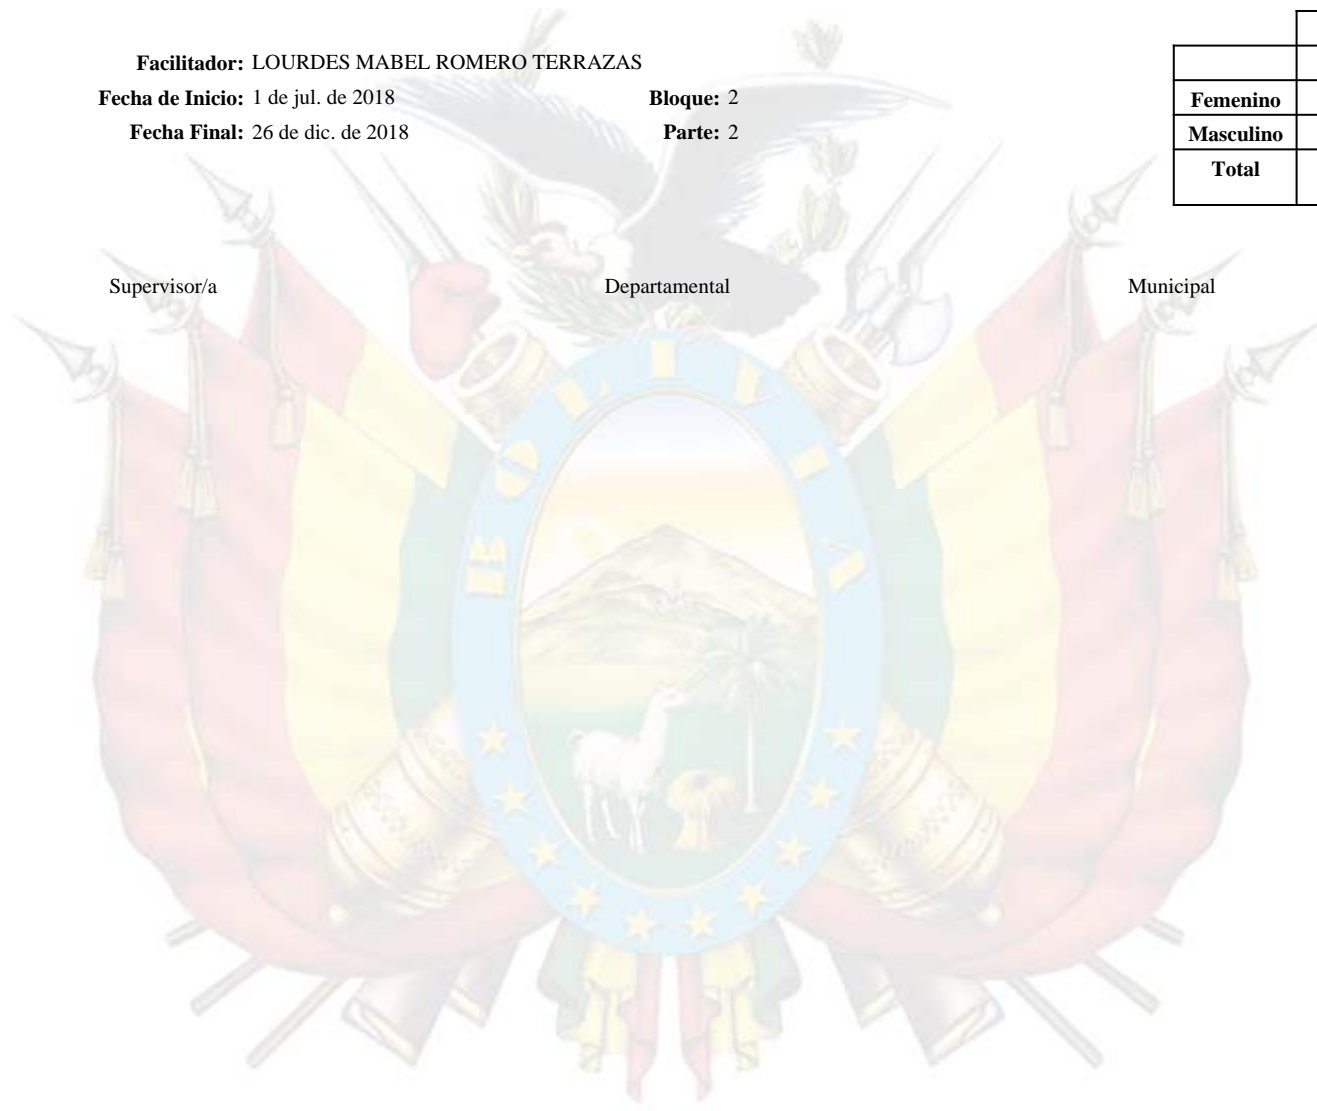 Facilitador: LOURDES MABEL ROMERO TERRAZAS
Fecha de Inicio: 1 de jul. de 2018 Bloque: 2
Fecha Final: 26 de dic. de 2018 Parte: 2
Femenino
Masculino
Total
Supervisor/a Departamental Municipal
BOLIVIA